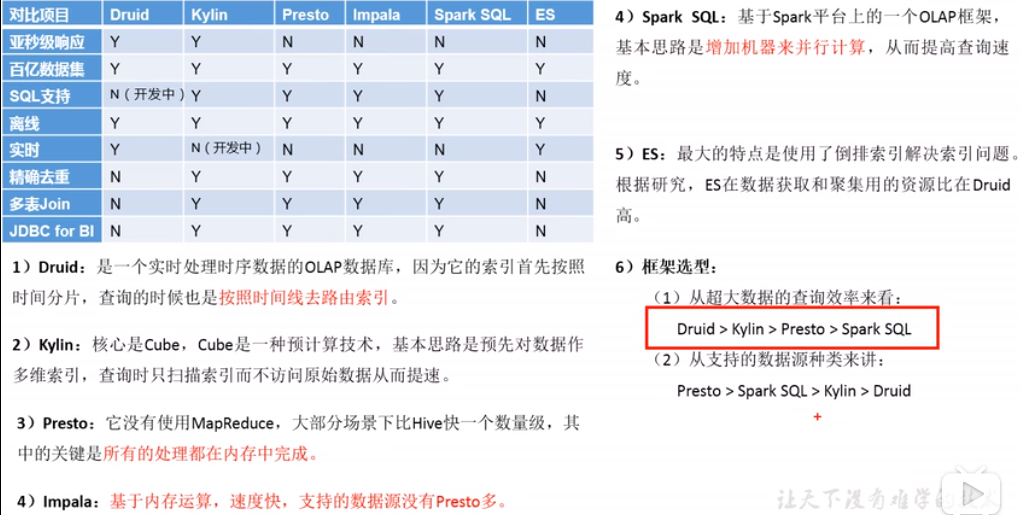 对比项目 Druid Kylin Presto Impala Spark SQL ES
亚秒级响应 Y Y N N N N
百亿数据集 Y Y Y Y Y Y
SQL支持 N（开发中） Y Y Y Y N
离线 Y Y Y Y Y Y
实时 Y N（开发中） N N N Y
精确去重 N Y Y Y Y N
多表Join N Y Y Y Y N
JDBC for BI N Y Y Y Y N
1）Druid：是一个实时处理时序数据的OLAP数据库，因为它的索引首先按照
时间分片，查询的时候也是按照时间线去路由索引。
2）Kylin：核心是Cube，Cube是一种预计算技术，基本思路是预先对数据作
多维索引，查询时只扫描索引而不访问原始数据从而提速。
3）Presto：它没有使用MapReduce，大部分场景下比Hive快一个数量级，其
中的关键是所有的处理都在内存中完成。
4）Impala：基于内存运算，速度快，支持的数据源没有Presto多。
4）Spark SQL：基于Spark平台上的一个OLAP框架，
基本思路是增加机器来并行计算，从而提高查询速
度。
5）ES：最大的特点是使用了倒排索引解决索引问题。
根据研究，ES在数据获取和聚集用的资源比在Druid
高。
6）框架选型：
（1）从超大数据的查询效率来看：
Druid > Kylin > Presto > Spark SQL
（2）从支持的数据源种类来讲：
Presto > Spark SQL > Kylin > Druid
让天下没有难学的